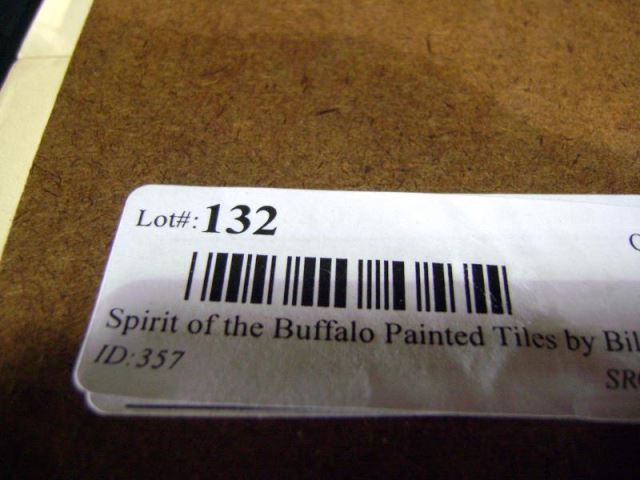 Lot#: 132
Spirit of the Buffalo Painted Tiles by
ID:357